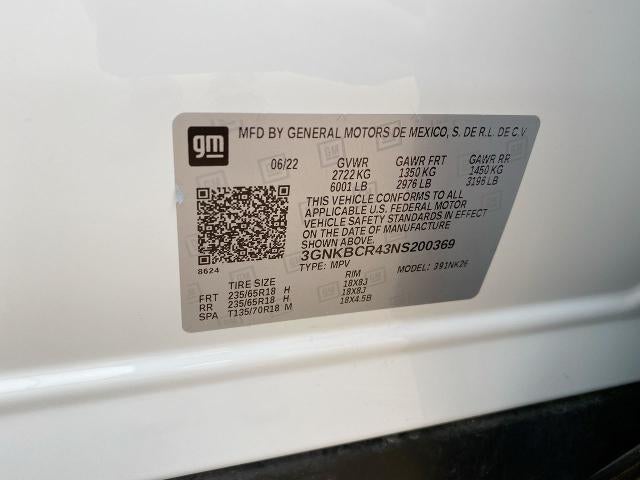 gm MFD BY GENERAL MOTORS DE MEXICO, S. DE R.L. DE C.V
06/22 GVWR GAWR FRT GAWR RR
2722 KG 1350 KG 1450 KG
6001 LB 2976 LB 3196 LB
THIS VEHICLE CONFORMS TO ALL
APPLICABLE U.S. FEDERAL MOTOR
VEHICLE SAFETY STANDARDS IN EFFECT
ON THE DATE OF MANUFACTURE
SHOWN ABOVE.
3GNKBCR43NS200369
8624 TYPE: MPV MODEL: 391NK26
TIRE SIZE RIM
FRT 235/65R18 H 18X8J
RR 235/65R18 H 18X8J
SPA T135/70R18 M 18X4.5B